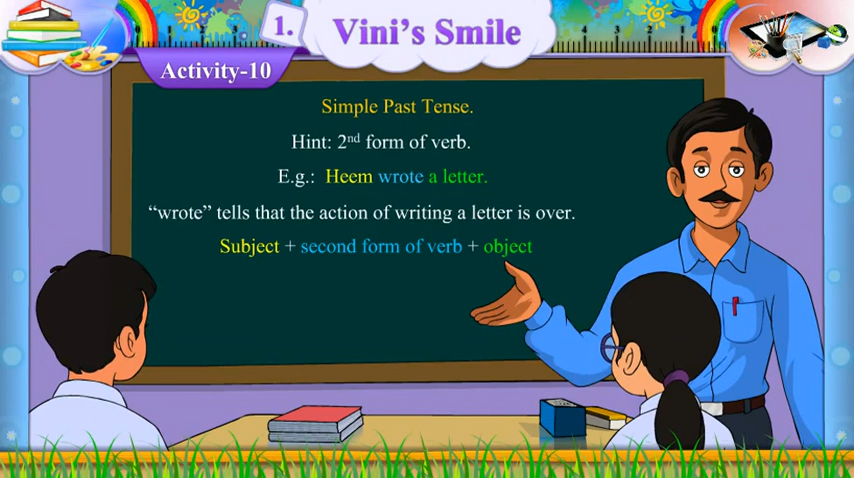 1.
Vini's Smile
Activity-10
Simple Past Tense.
Hint: 2nd form of verb.
E.g.: Heem wrote a letter.
“wrote” tells that the action of writing a letter is over.
Subject + second form of verb + object